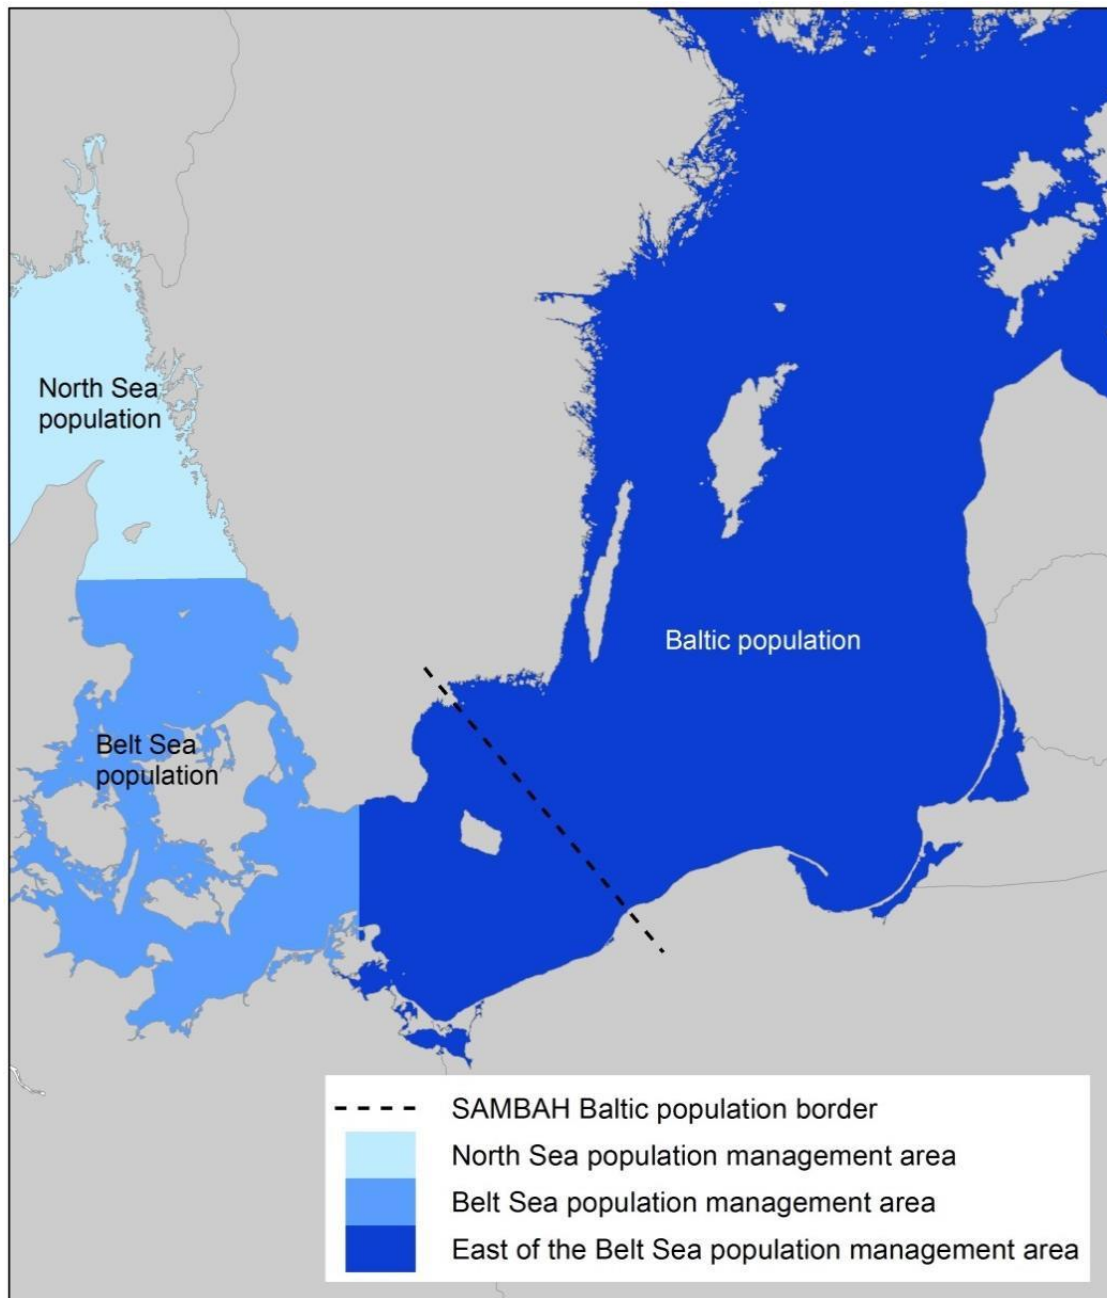 North Sea
population
Baltic population
Belt Sea
population
SAMBAH Baltic population border
North Sea population management area
Belt Sea population management area
East of the Belt Sea population management area